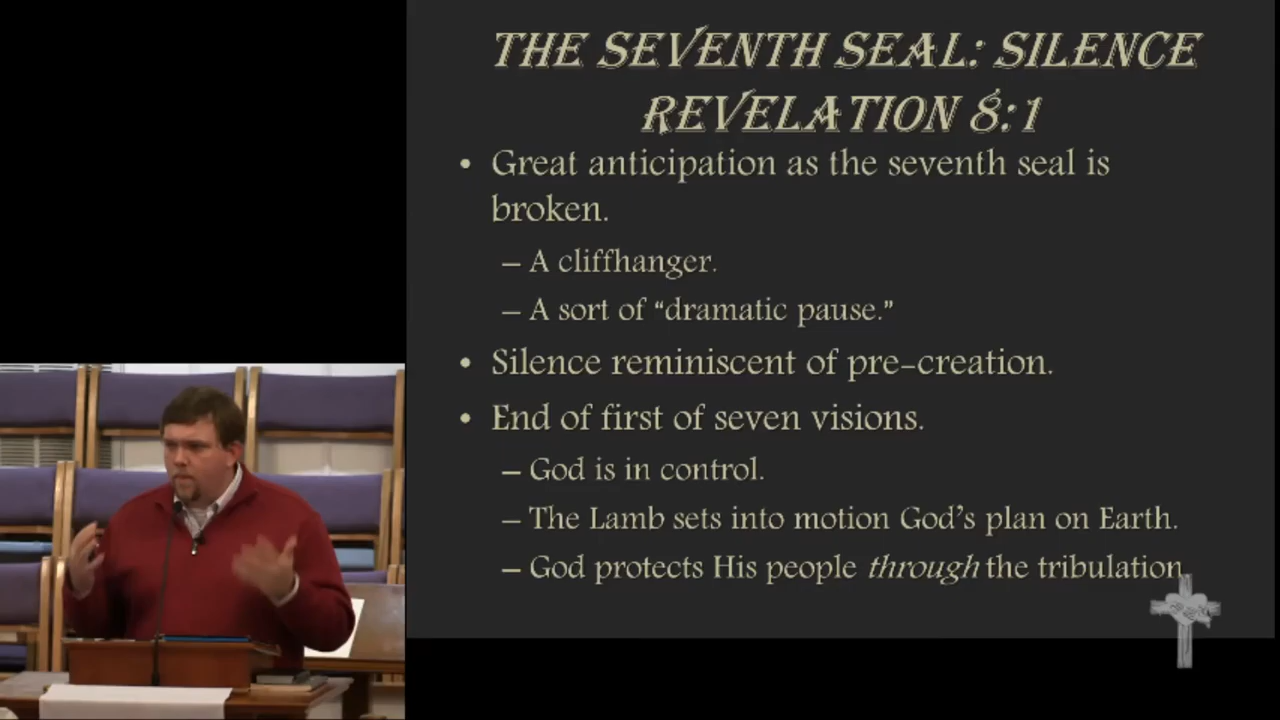 THE SEVENTH SEAL: SILENCE
REVELATION 8:1
• Great anticipation as the seventh seal is
broken.
– A cliffhanger.
– A sort of “dramatic pause.”
• Silence reminiscent of pre-creation.
• End of first of seven visions.
– God is in control.
– The Lamb sets into motion God’s plan on Earth.
– God protects His people through the tribulation.